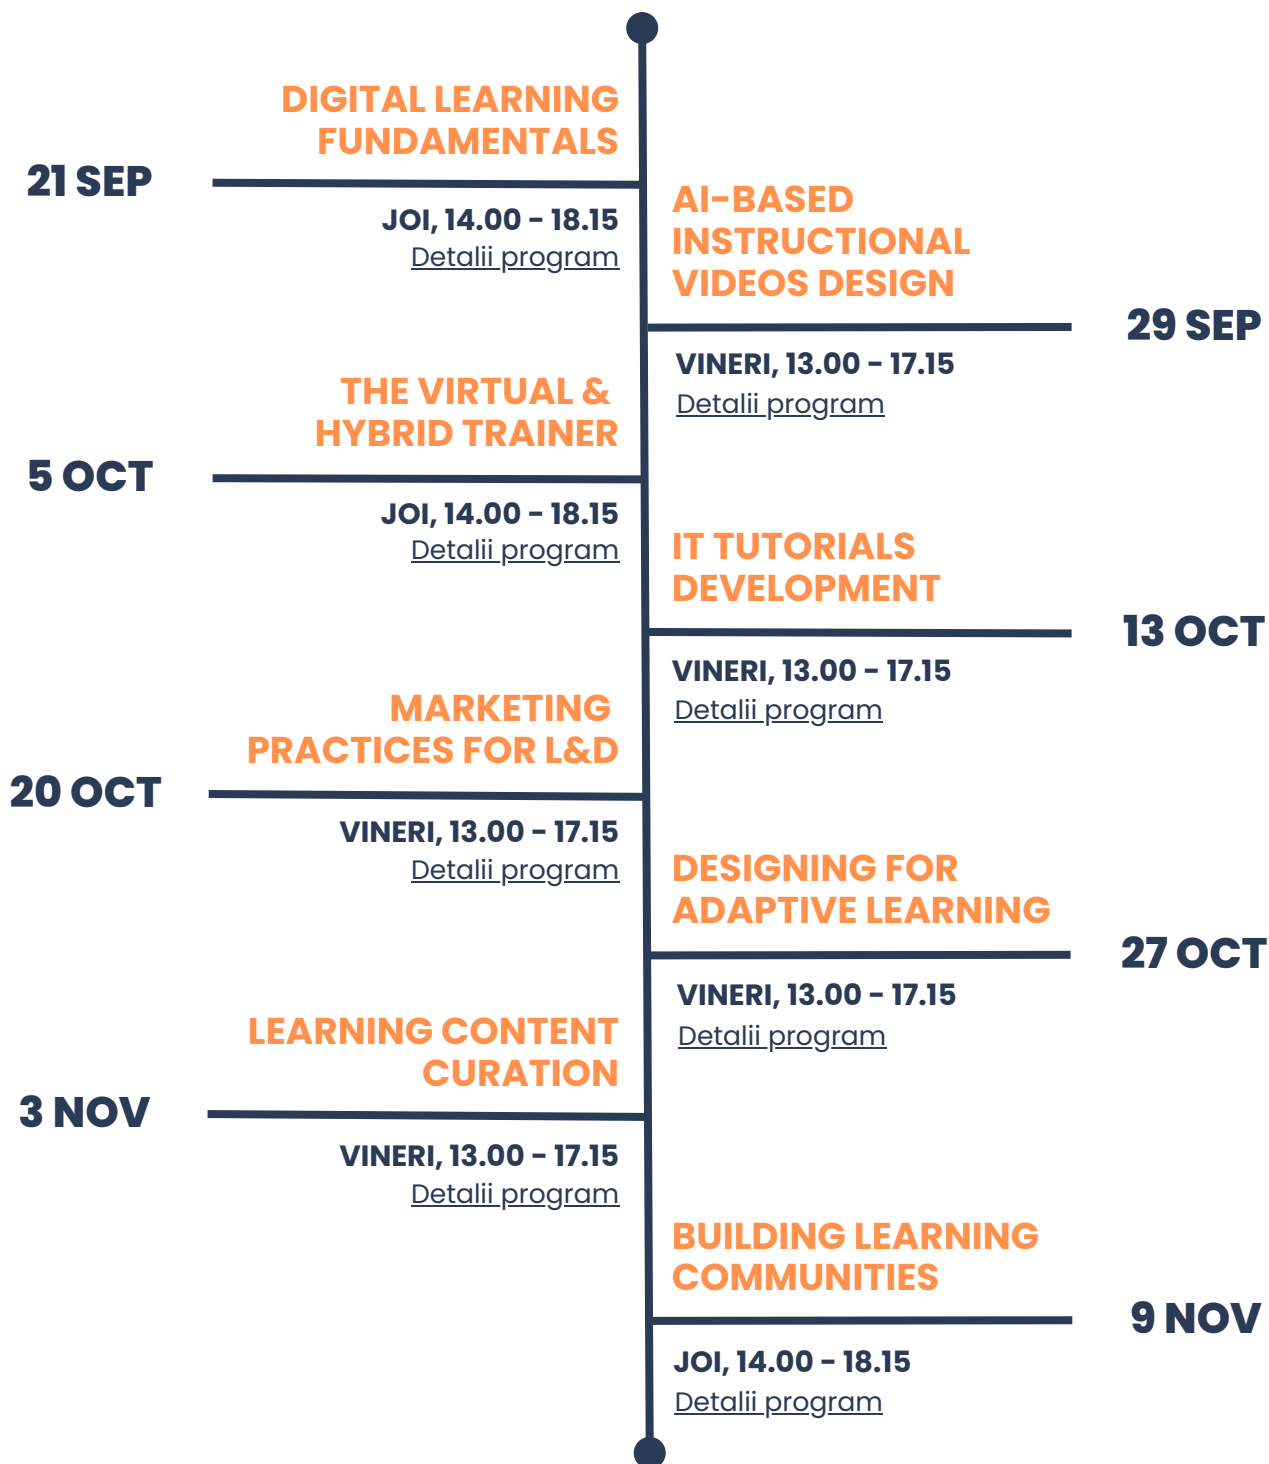 DIGITAL LEARNING
FUNDAMENTALS
21 SEP
JOI, 14.00 - 18.15
Detalii program
AI-BASED
INSTRUCTIONAL
VIDEOS DESIGN
29 SEP
VINERI, 13.00 - 17.15
Detalii program
THE VIRTUAL &
HYBRID TRAINER
5 OCT
JOI, 14.00 - 18.15
Detalii program
IT TUTORIALS
DEVELOPMENT
13 OCT
VINERI, 13.00 - 17.15
Detalii program
MARKETING
PRACTICES FOR L&D
20 OCT
VINERI, 13.00 - 17.15
Detalii program
DESIGNING FOR
ADAPTIVE LEARNING
27 OCT
VINERI, 13.00 - 17.15
Detalii program
LEARNING CONTENT
CURATION
3 NOV
VINERI, 13.00 - 17.15
Detalii program
BUILDING LEARNING
COMMUNITIES
9 NOV
JOI, 14.00 - 18.15
Detalii program